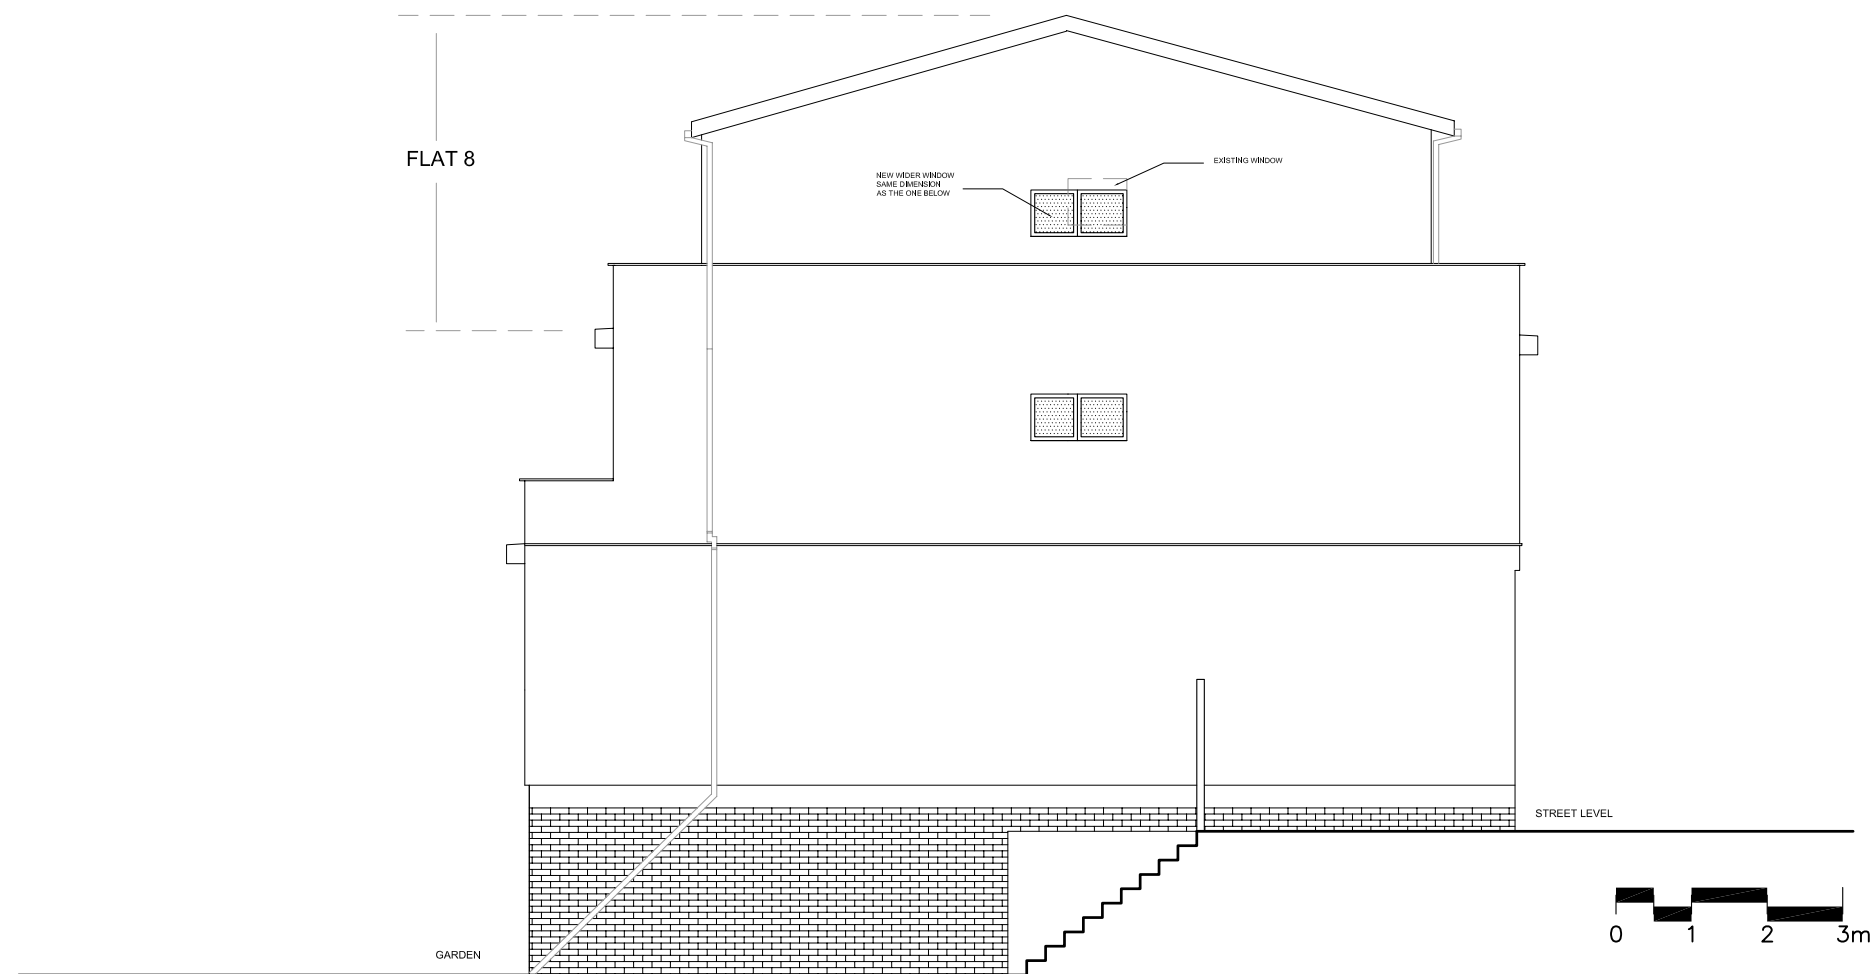 FLAT 8
NEW WIDER WINDOW
SAME DIMENSION
AS THE ONE BELOW
EXISTING WINDOW
STREET LEVEL
GARDEN
0 1 2 3m